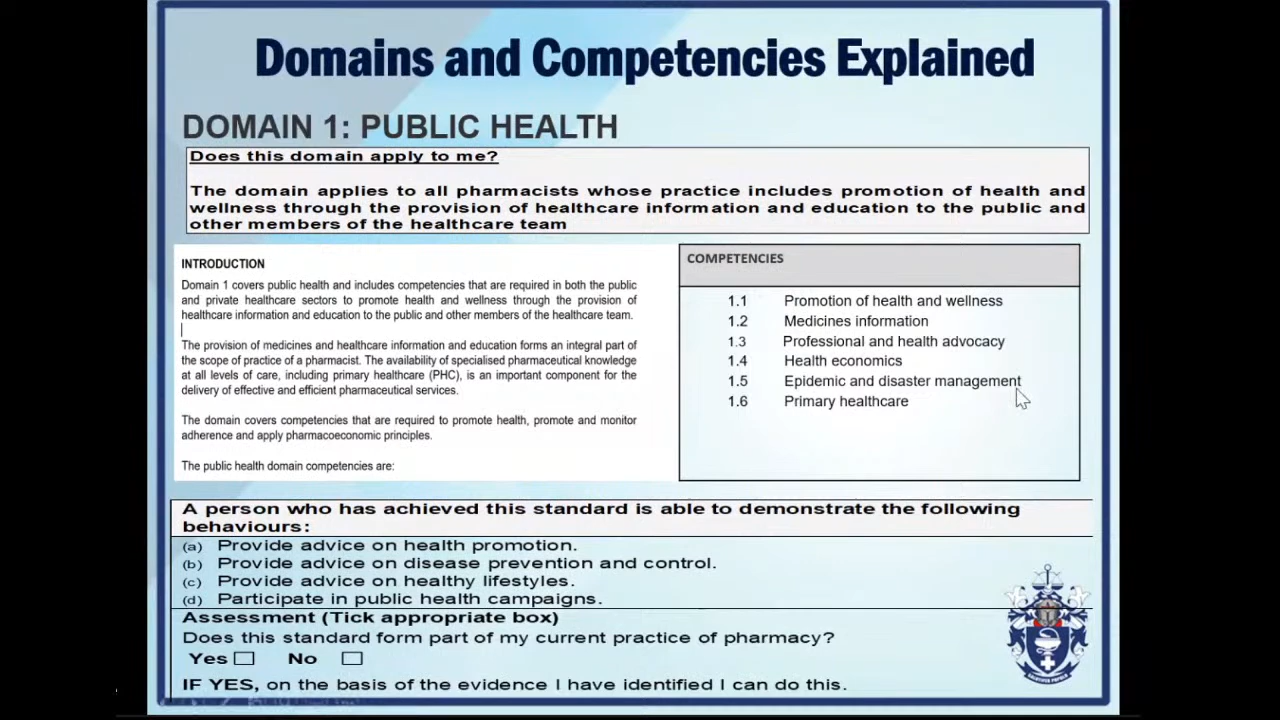 Domains and Competencies Explained
DOMAIN 1: PUBLIC HEALTH
Does this domain apply to me?
The domain applies to all pharmacists whose practice includes promotion of health and
wellness through the provision of healthcare information and education to the public and
other members of the healthcare team
INTRODUCTION
Domain 1 covers public health and includes competencies that are required in both the public
and private healthcare sectors to promote health and wellness through the provision of
healthcare information and education to the public and other members of the healthcare team.
The provision of medicines and healthcare information and education forms an integral part of
the scope of practice of a pharmacist. The availability of specialised pharmaceutical knowledge
at all levels of care, including primary healthcare (PHC), is an important component for the
delivery of effective and efficient pharmaceutical services.
The domain covers competencies that are required to promote health, promote and monitor
adherence and apply pharmacoeconomic principles.
The public health domain competencies are:
COMPETENCIES
1.1 Promotion of health and wellness
1.2 Medicines information
1.3 Professional and health advocacy
1.4 Health economics
1.5 Epidemic and disaster management
1.6 Primary healthcare
A person who has achieved this standard is able to demonstrate the following
behaviours:
(a) Provide advice on health promotion.
(b) Provide advice on disease prevention and control.
(c) Provide advice on healthy lifestyles.
(d) Participate in public health campaigns.
Assessment (Tick appropriate box)
Does this standard form part of my current practice of pharmacy?
Yes No
IF YES, on the basis of the evidence I have identified I can do this.